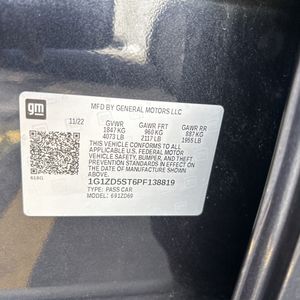 gm
MFD BY GENERAL MOTORS LLC
11/22 GVWR GAWR FRT GAWR RR
1847 KG 960 KG 887 KG
4073 LB 2117 LB 1955 LB
THIS VEHICLE CONFORMS TO ALL
APPLICABLE U.S. FEDERAL MOTOR
VEHICLE SAFETY, BUMPER, AND
THEFT PREVENTION STANDARDS
IN EFFECT ON THE DATE OF
MANUFACTURE SHOWN ABOVE.
1G1ZD5ST6PF138819
TYPE: PASS CAR
MODEL: 691ZD69